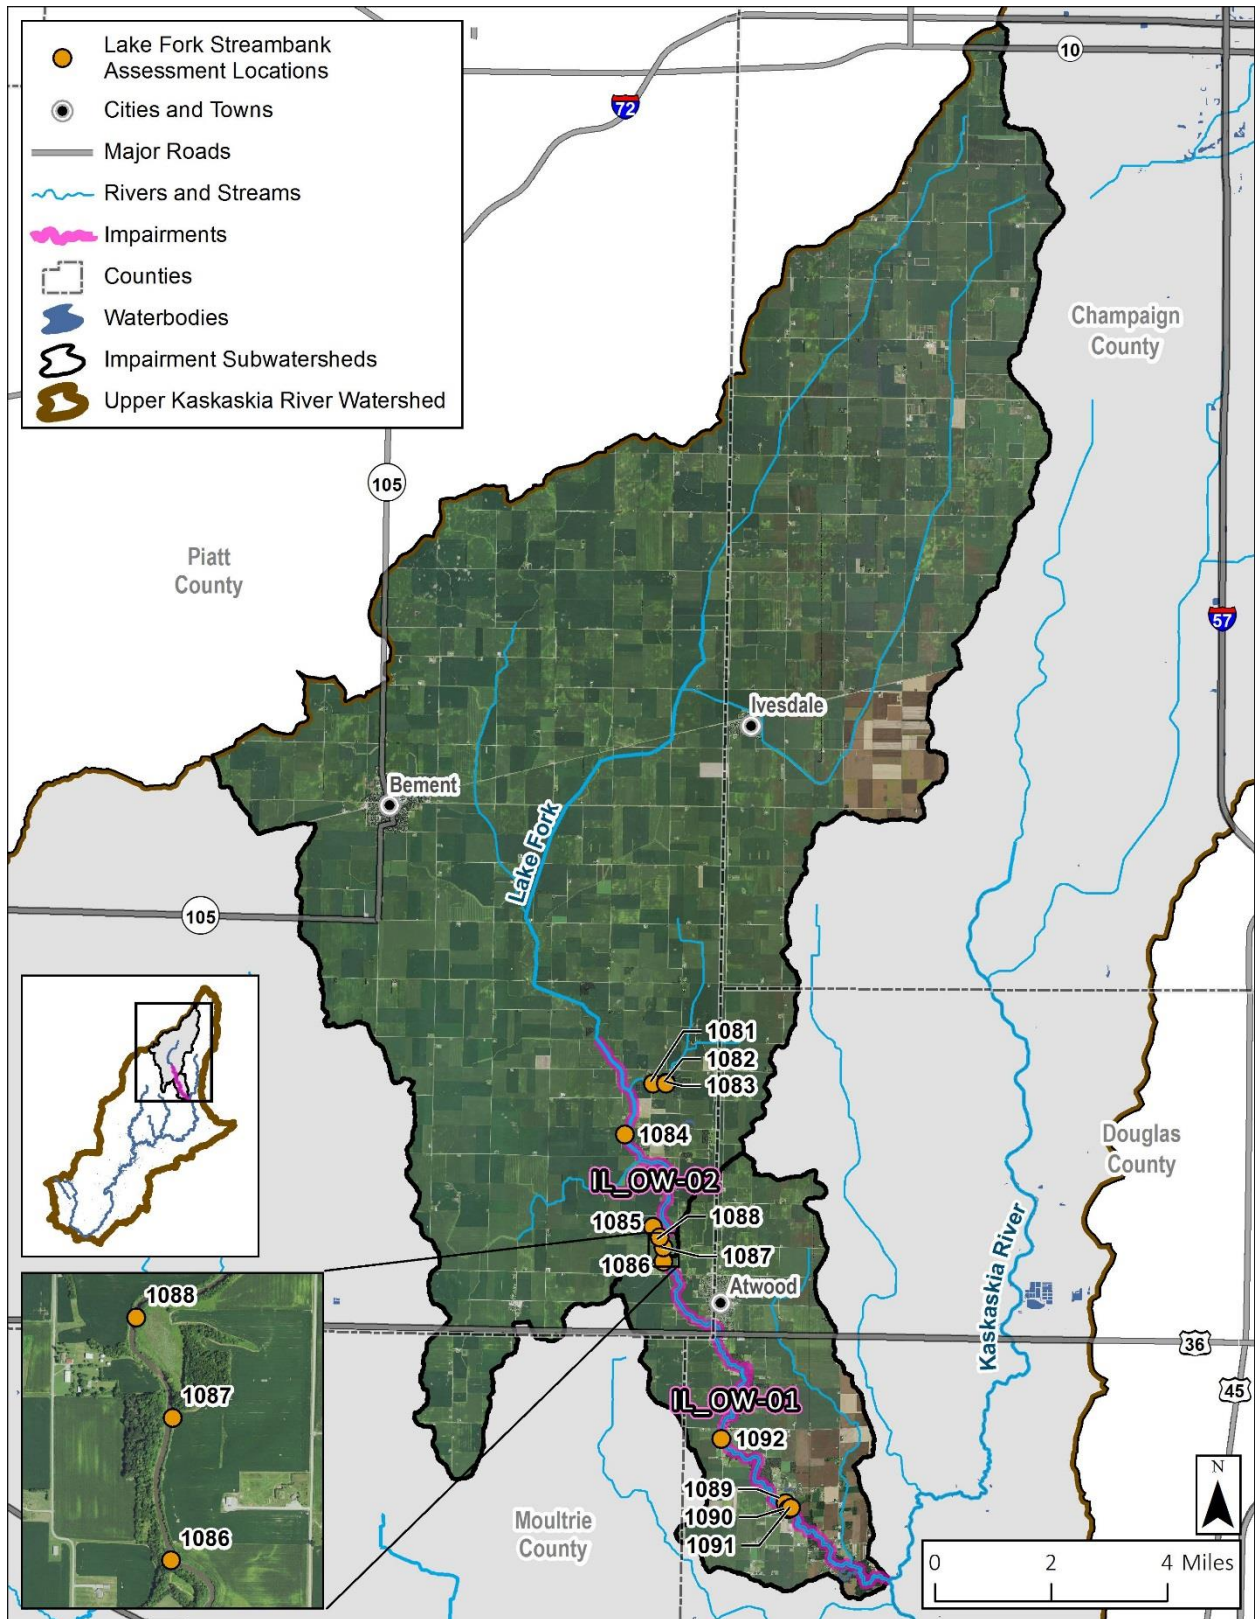 Lake Fork Streambank
Assessment Locations
Cities and Towns
Major Roads
Rivers and Streams
Impairments
Counties
Waterbodies
Impairment Subwatersheds
Upper Kaskaskia River Watershed
10
72
Champaign
County
105
Piatt
County
57
Ivesdale
Bement
Lake Fork
105
1081
1082
1083
1084
Douglas
County
IL_OW-02
1085
1088
1087
1086
Atwood
Kaskaskia River
36
45
IL_OW-01
1092
1089
1090
1091
Moultrie
County
1088
1087
1086
N
0 2 4 Miles